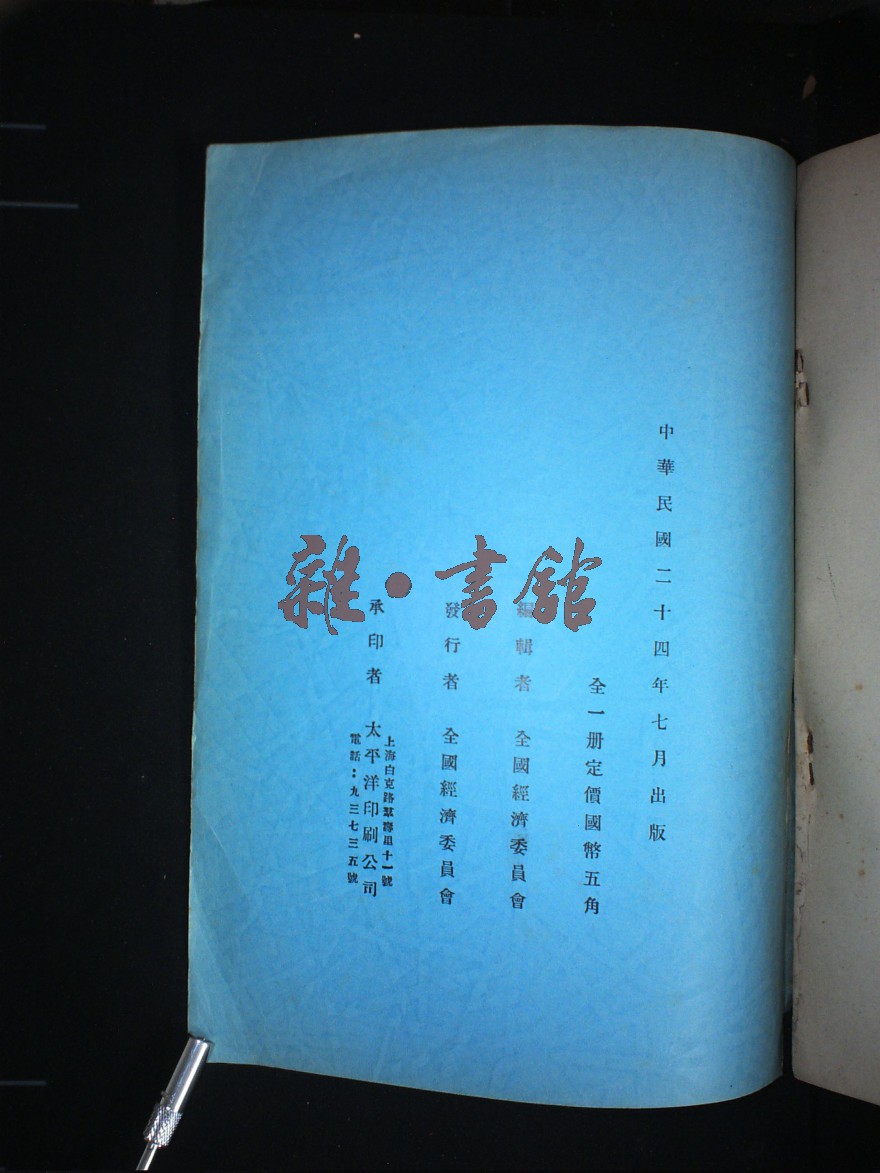 中華民國二十四年七月出版
全一册定價國幣五角
編輯者 全國經濟委員會
發行者 全國經濟委員會
承印者 太平洋印刷公司
上海白克路
十一號
電話：九三七三五號
雜·書館